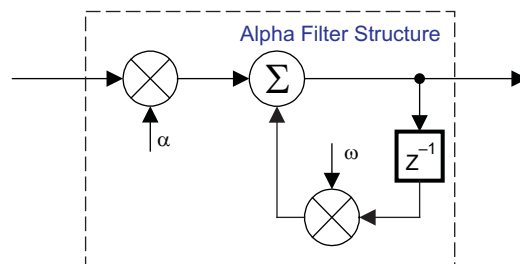 Alpha Filter Structure
Σ
α
ω
Z⁻¹